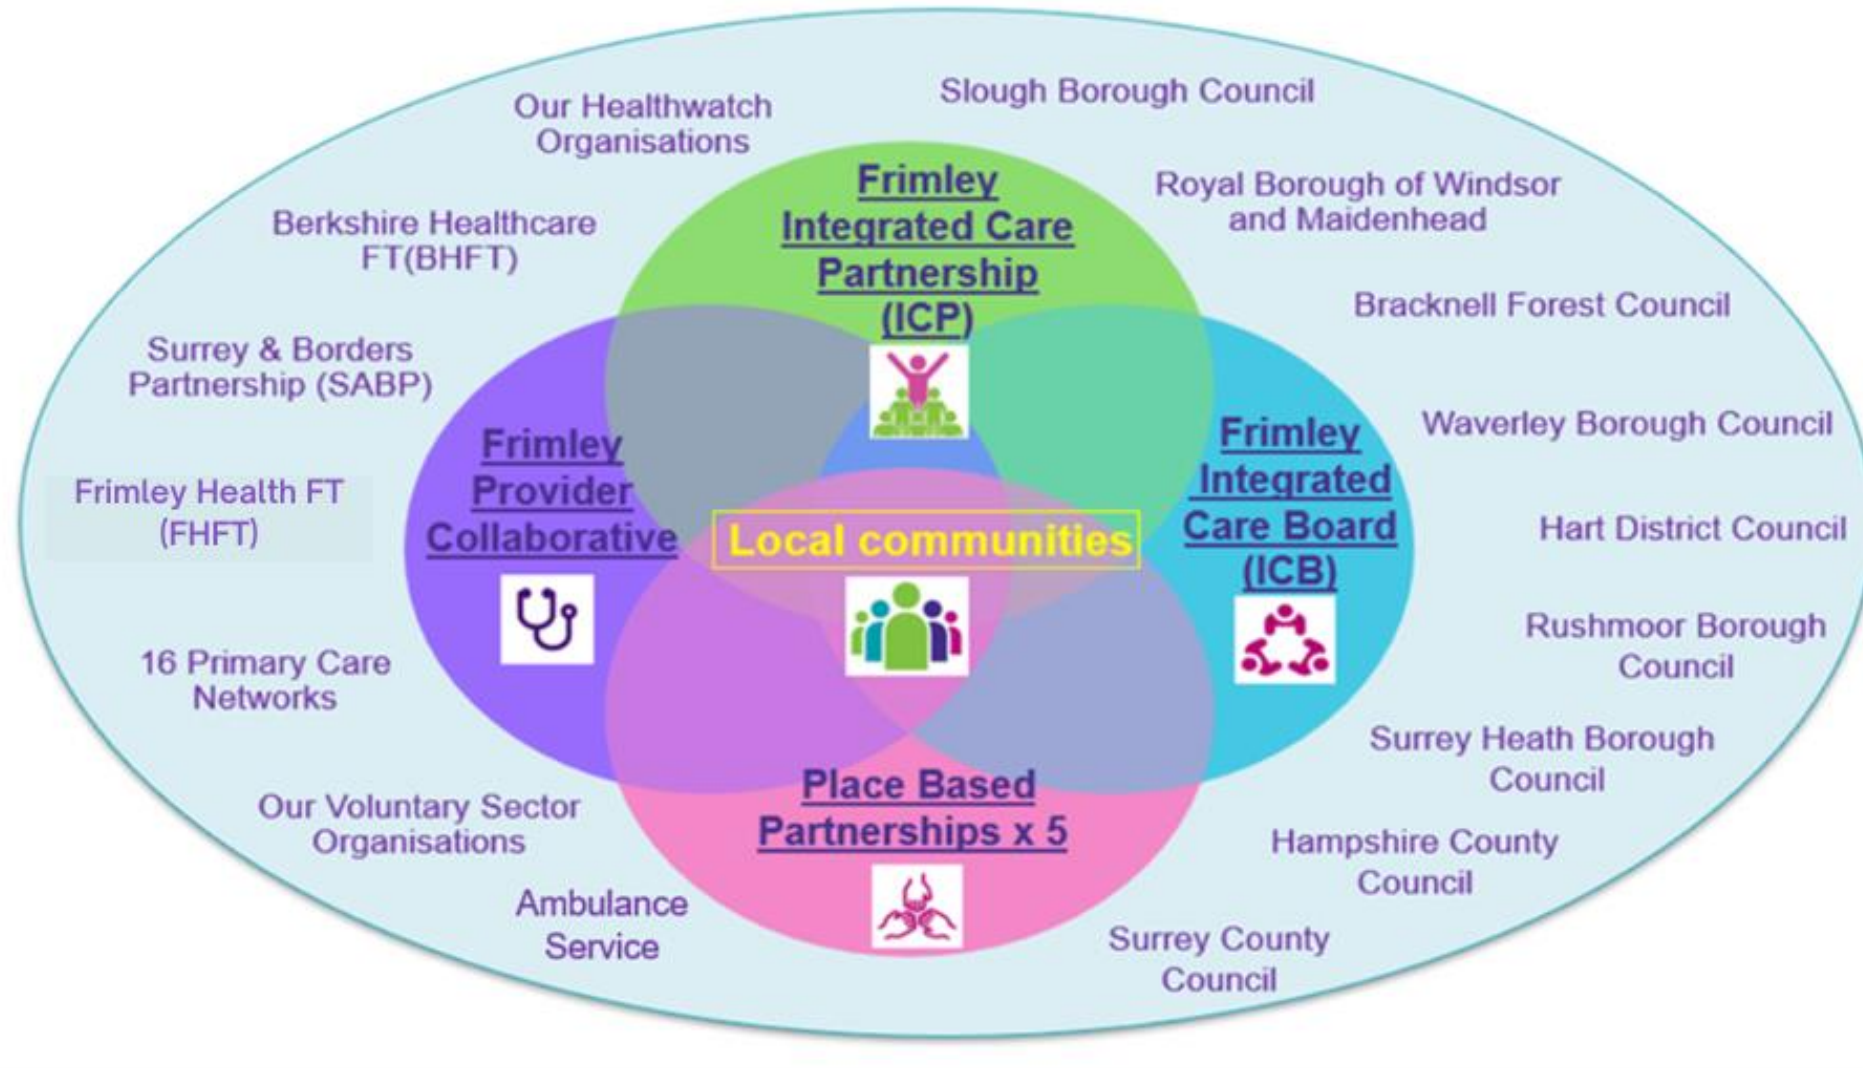 Our Healthwatch
Organisations
Slough Borough Council
Frimley
Integrated Care
Partnership
(ICP)
Royal Borough of Windsor
and Maidenhead
Berkshire Healthcare
FT(BHFT)
Bracknell Forest Council
Surrey & Borders
Partnership (SABP)
Waverley Borough Council
Frimley
Provider
Collaborative
Frimley
Integrated
Care Board
(ICB)
Frimley Health FT
(FHFT)
Local communities
Hart District Council
Rushmoor Borough
Council
16 Primary Care
Networks
Surrey Heath Borough
Council
Place Based
Partnerships x 5
Our Voluntary Sector
Organisations
Hampshire County
Council
Ambulance
Service
Surrey County
Council